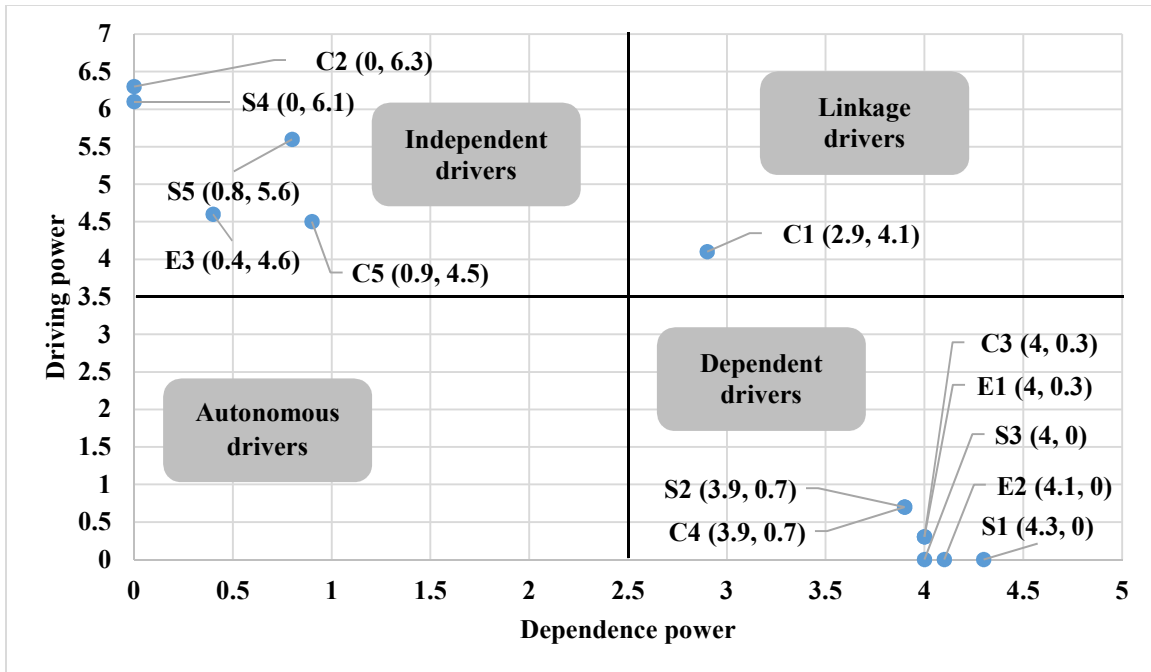 7
6.5
6
5.5
5
4.5
4
3.5
3
2.5
2
1.5
1
0.5
0
Driving power
C2 (0, 6.3)
S4 (0, 6.1)
Independent
drivers
S5 (0.8, 5.6)
E3 (0.4, 4.6)
C5 (0.9, 4.5)
Linkage
drivers
C1 (2.9, 4.1)
Autonomous
drivers
Dependent
drivers
C3 (4, 0.3)
E1 (4, 0.3)
S3 (4, 0)
S2 (3.9, 0.7)
E2 (4.1, 0)
C4 (3.9, 0.7)
S1 (4.3, 0)
0 0.5 1 1.5 2 2.5 3 3.5 4 4.5 5
Dependence power